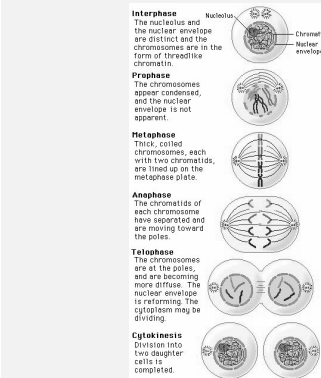 Interphase
The nucleolus and
the nuclear envelope
are distinct and the
chromosomes are in the
form of threadlike
chromatin.
Nucleolus
Nuclear
Prophase
The chromosomes
appear condensed,
and the nuclear
envelope is not
apparent.
Metaphase
Thick, coiled
chromosomes, each
with two chromatids,
are lined up on the
metaphase plate.
Anaphase
The chromatids of
each chromosome
have separated and
are moving toward
the poles.
Telophase
The chromosomes
are at the poles,
and are becoming
more diffuse. The
nuclear envelope
is reforming. The
cytoplasm may be
dividing.
Cytokinesis
Division into
two daughter
cells is
completed.